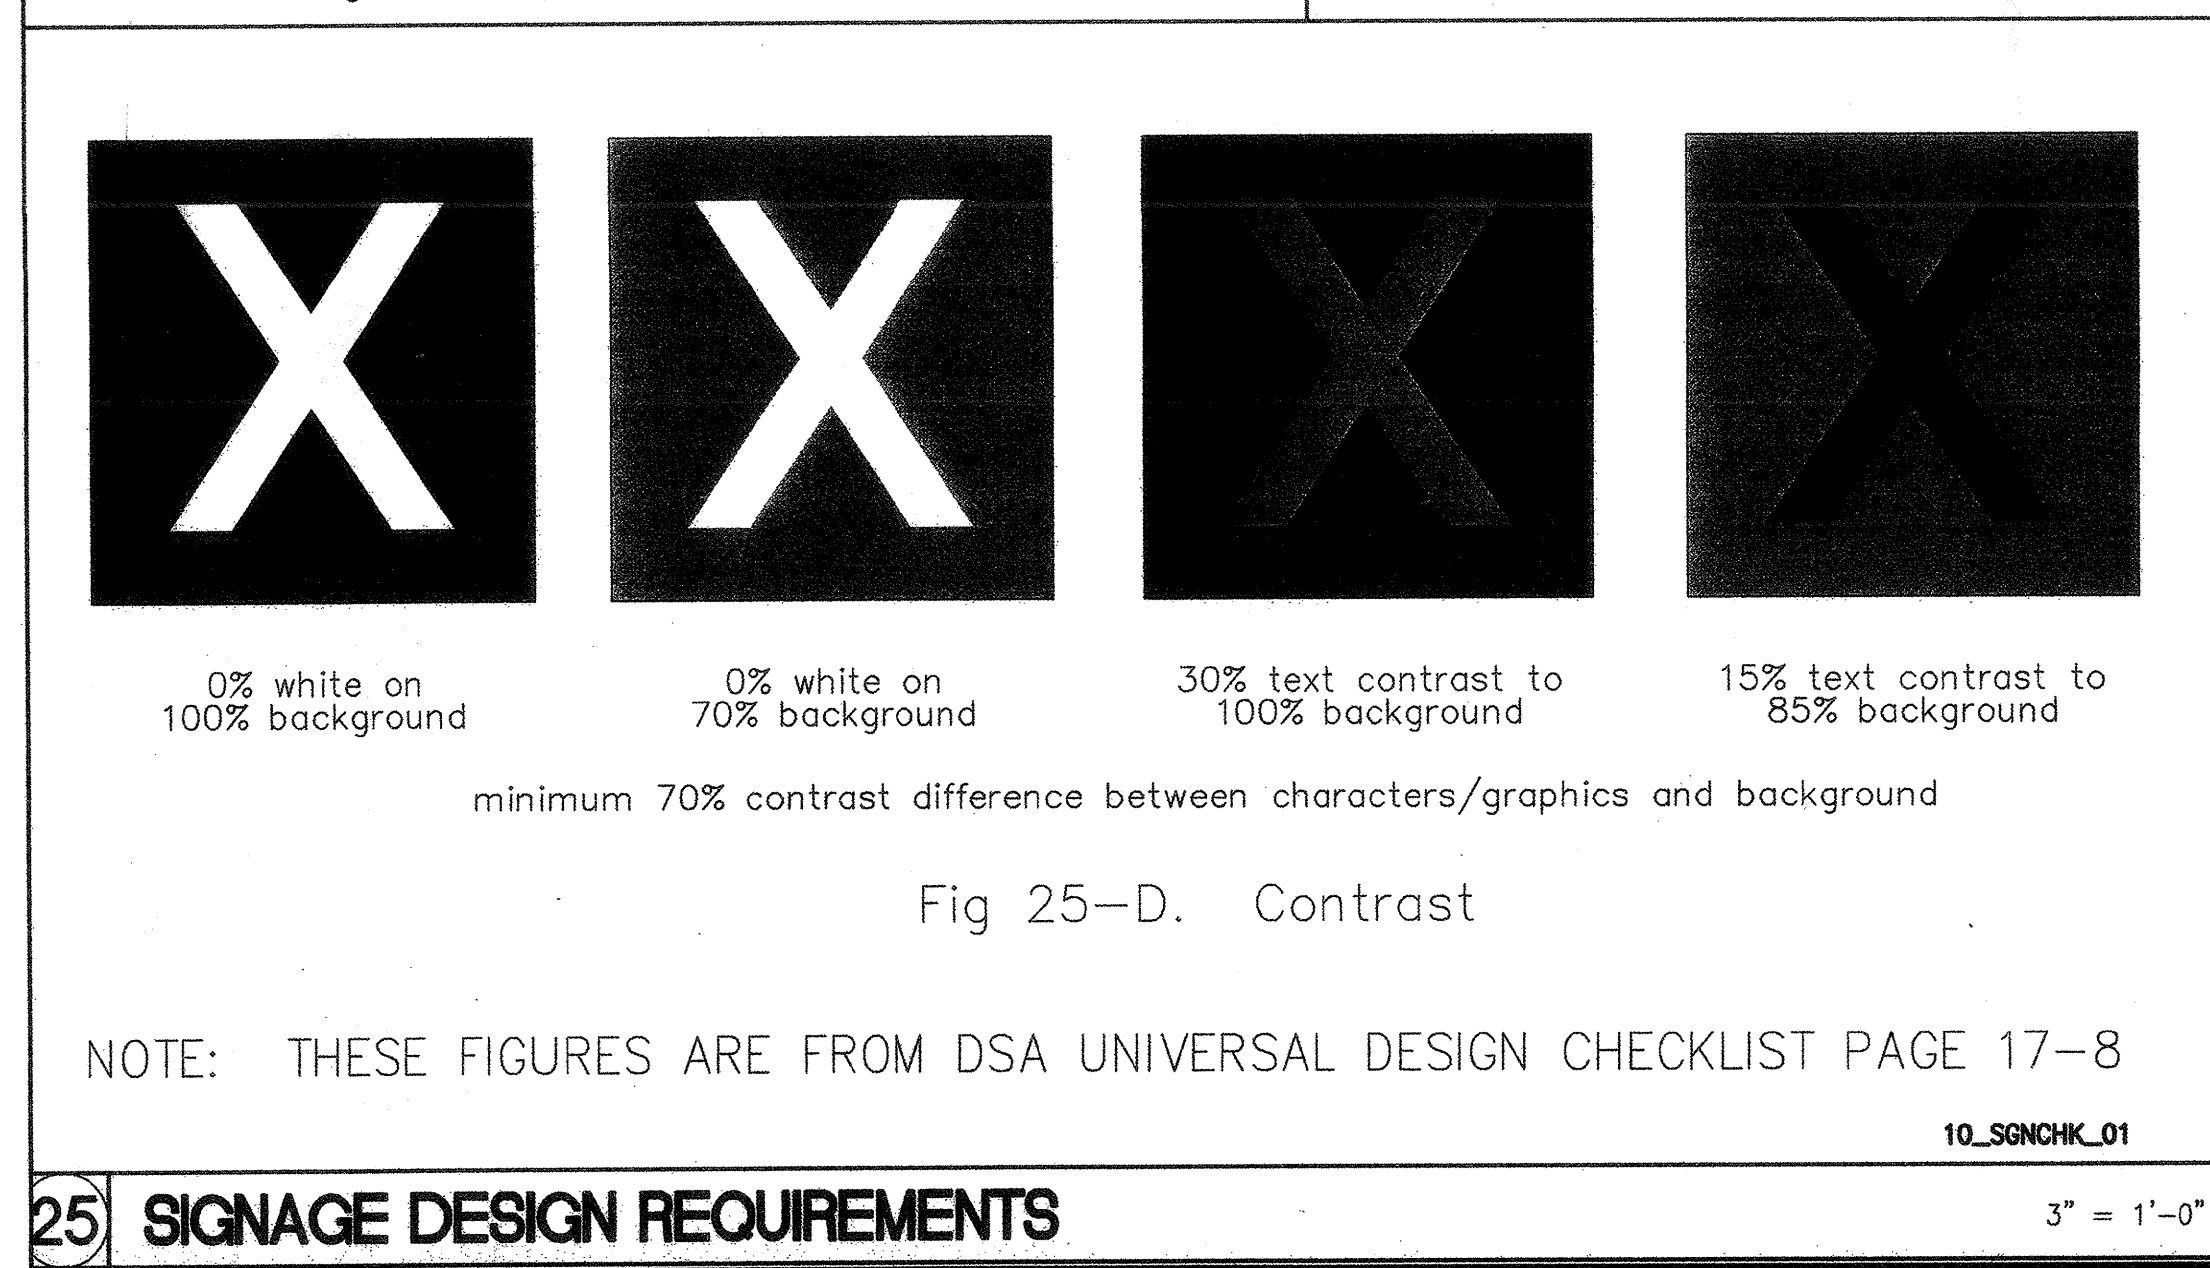 X
X
X
X
0% white on
100% background
0% white on
70% background
30% text contrast to
100% background
15% text contrast to
85% background
minimum 70% contrast difference between characters/graphics and background
Fig 25-D. Contrast
NOTE: THESE FIGURES ARE FROM DSA UNIVERSAL DESIGN CHECKLIST PAGE 17-8
10_SGNCHK_01
25 SIGNAGE DESIGN REQUIREMENTS
3" = 1'-0"